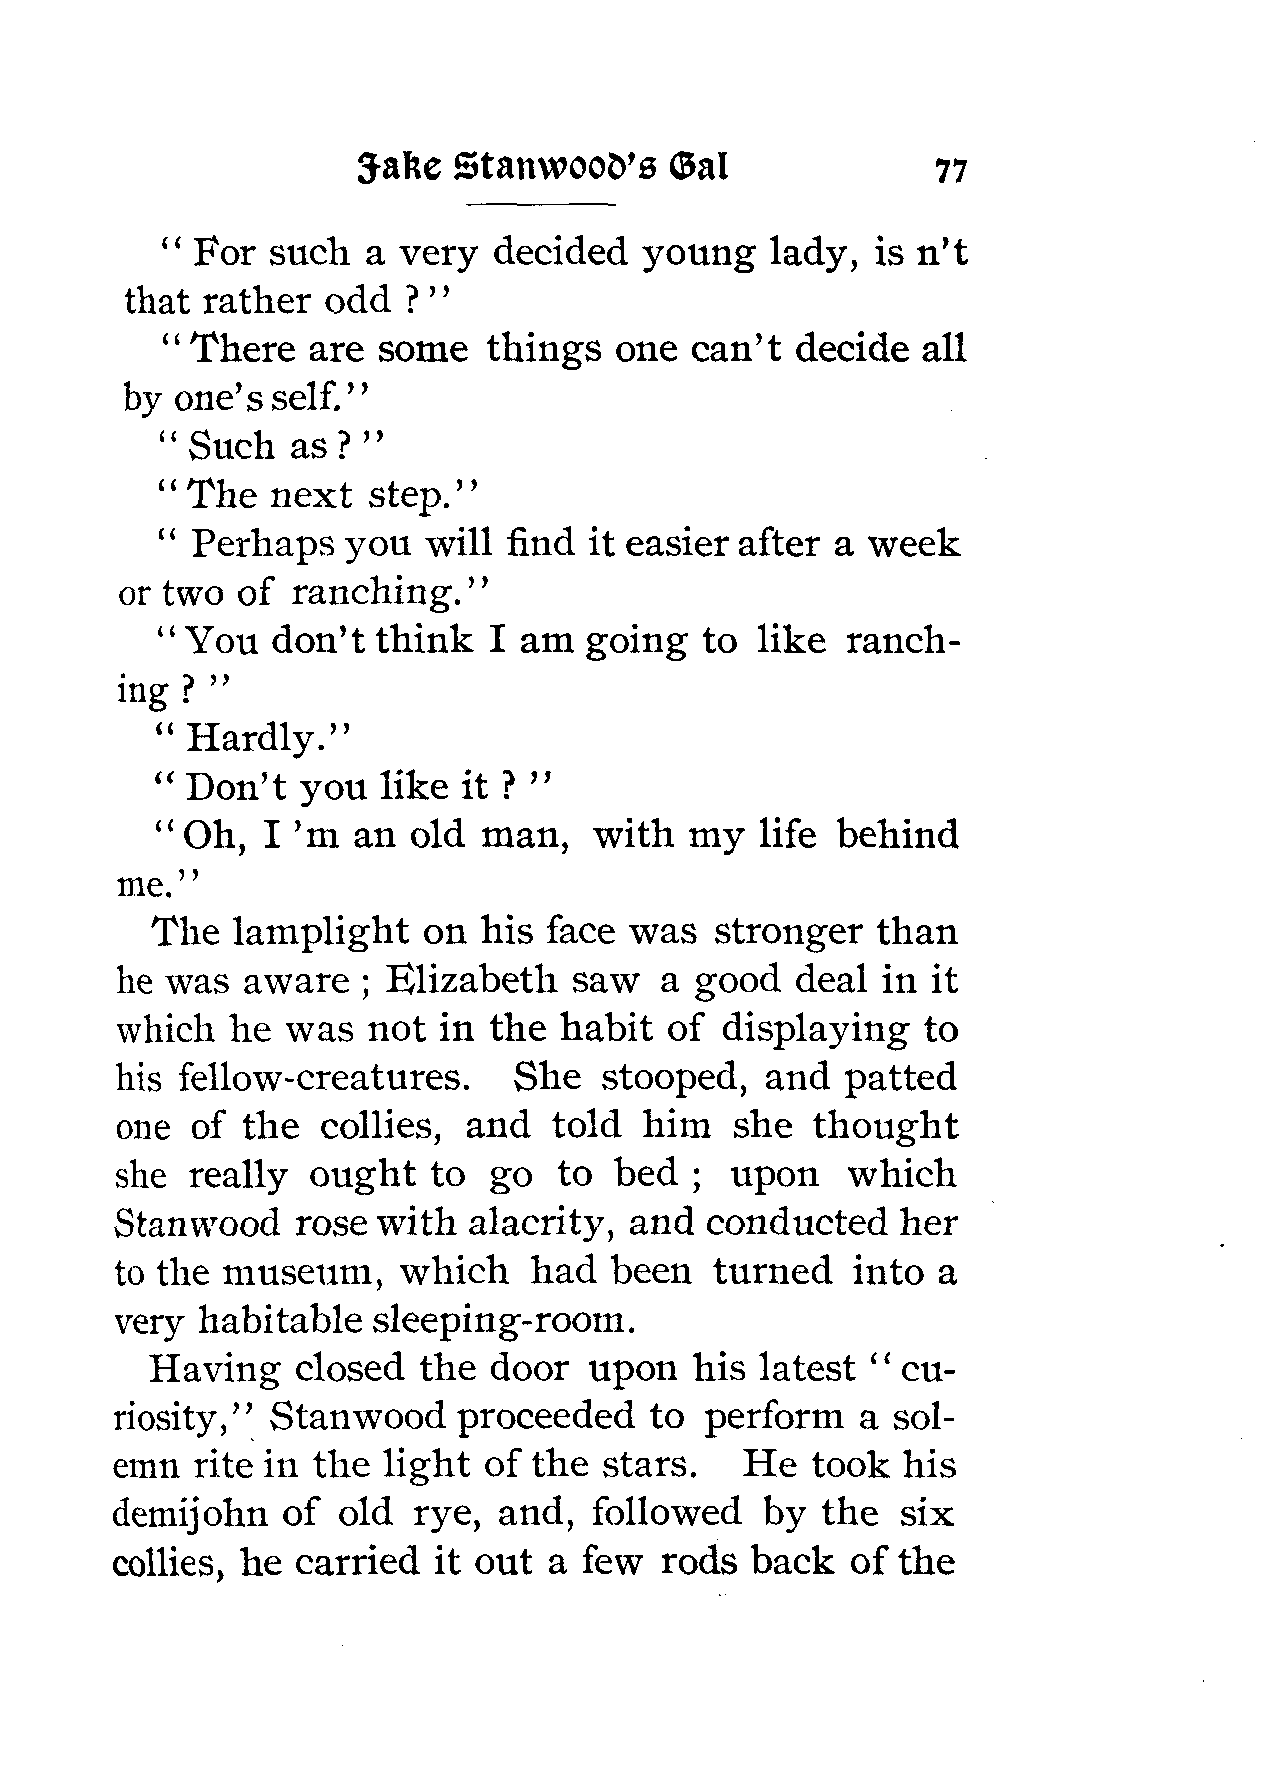 Jake Stanwood's Gal 77
"For such a very decided young lady, is n't
that rather odd?"
"There are some things one can't decide all
by one's self."
"Such as?"
"The next step."
"Perhaps you will find it easier after a week
or two of ranching."
"You don't think I am going to like ranch-
ing?"
"Hardly."
"Don't you like it?"
"Oh, I 'm an old man, with my life behind
me."
The lamplight on his face was stronger than
he was aware; Elizabeth saw a good deal in it
which he was not in the habit of displaying to
his fellow-creatures. She stooped, and patted
one of the collies, and told him she thought
she really ought to go to bed; upon which
Stanwood rose with alacrity, and conducted her
to the museum, which had been turned into a
very habitable sleeping-room.
Having closed the door upon his latest "cu-
riosity," Stanwood proceeded to perform a sol-
emn rite in the light of the stars. He took his
demijohn of old rye, and, followed by the six
collies, he carried it out a few rods back of the